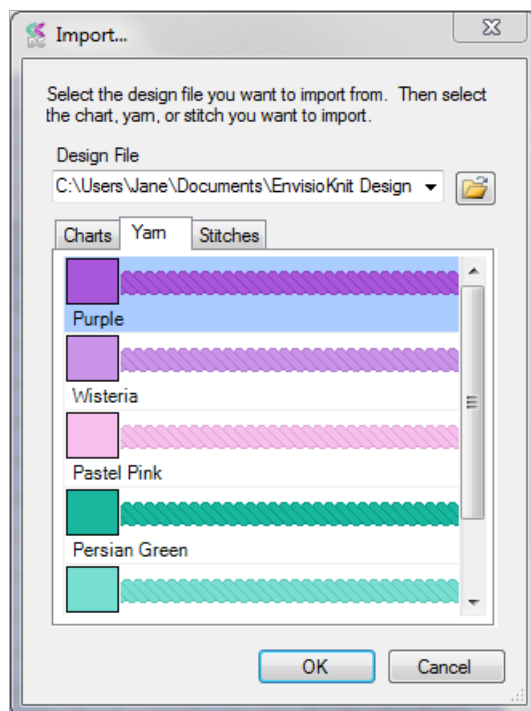 Import...
Select the design file you want to import from. Then select
the chart, yarn, or stitch you want to import.
Design File
C:\Users\Jane\Documents\EnvisioKnit Design
Charts Yarn Stitches
Purple
Wisteria
Pastel Pink
Persian Green
OK Cancel